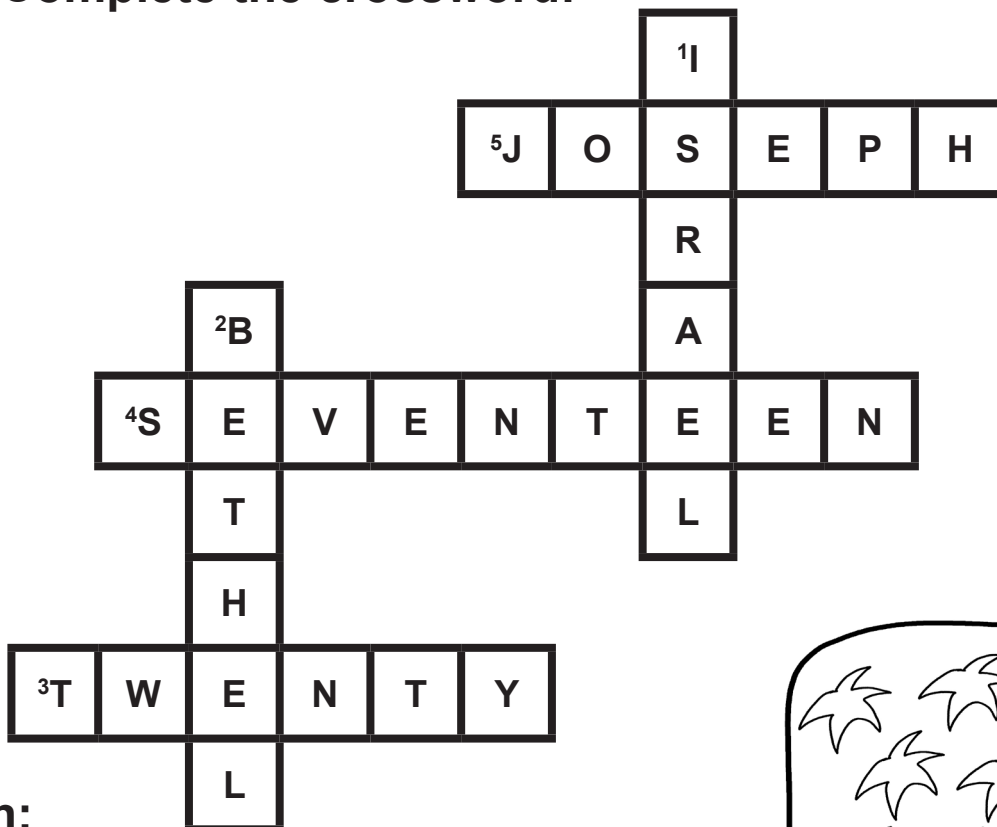 Complete the crossword:
¹I
⁵J O S E P H
R
²B A
⁴S E V E N T E E N
T L
H
³T W E N T Y
L